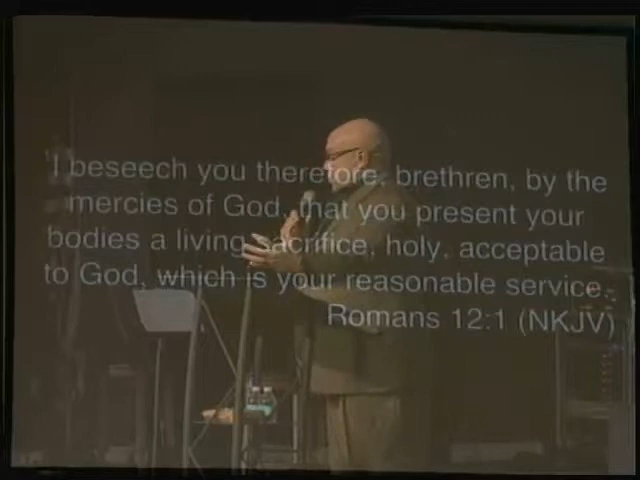 "I beseech you therefore, brethren, by the
mercies of God, that you present your
bodies a living sacrifice, holy, acceptable
to God, which is your reasonable service.
Romans 12:1 (NKJV)